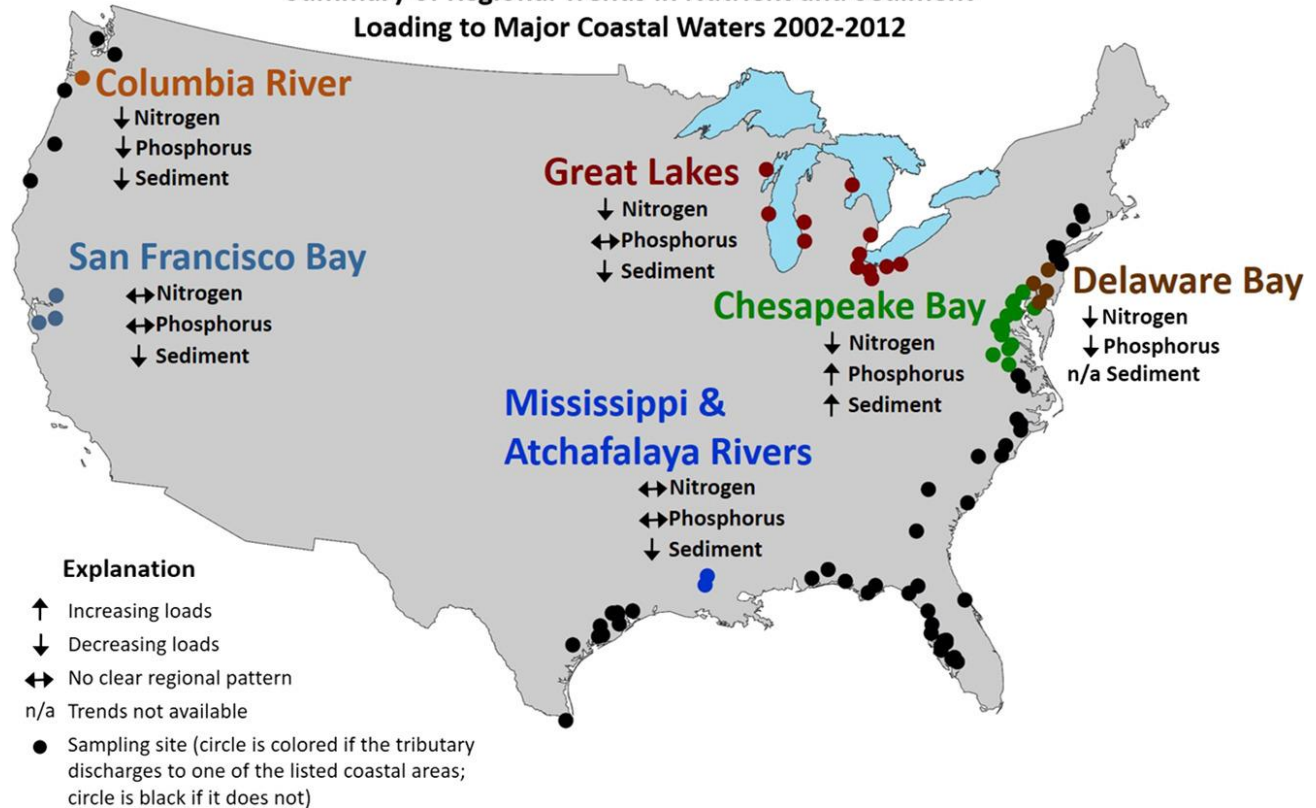 Loading to Major Coastal Waters 2002-2012
Columbia River
↓ Nitrogen
↓ Phosphorus
↓ Sediment
San Francisco Bay
↔ Nitrogen
↔ Phosphorus
↓ Sediment
Great Lakes
↓ Nitrogen
↔ Phosphorus
↓ Sediment
Chesapeake Bay
↓ Nitrogen
↑ Phosphorus
↑ Sediment
Delaware Bay
↓ Nitrogen
↓ Phosphorus
n/a Sediment
Mississippi &
Atchafalaya Rivers
↔ Nitrogen
↔ Phosphorus
↓ Sediment
Explanation
↑ Increasing loads
↓ Decreasing loads
↔ No clear regional pattern
n/a Trends not available
● Sampling site (circle is colored if the tributary
discharges to one of the listed coastal areas;
circle is black if it does not)